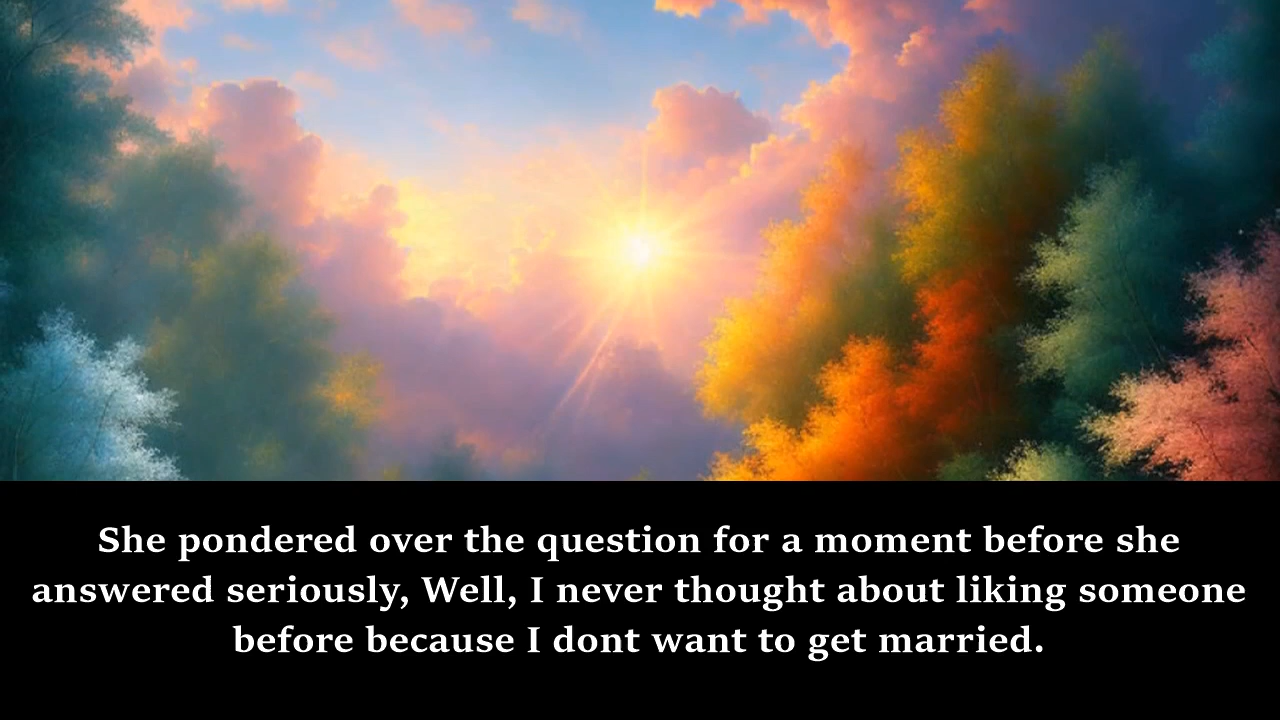 She pondered over the question for a moment before she
answered seriously, Well, I never thought about liking someone
before because I dont want to get married.